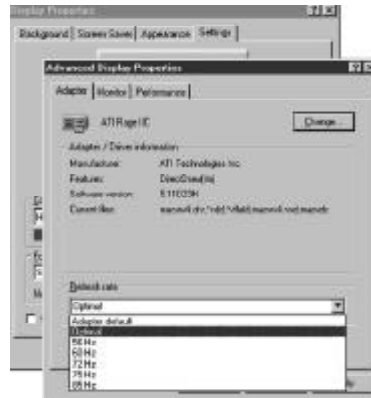 Display Properties
Background Screen Saver Appearance Settings
Advanced Display Properties
Adapter Monitor Performance
ATI Rage IIC
Change...
Adapter / Driver information
Manufacturer: ATI Technologies Inc.
Features: DirectDraw(tm)
Software version:
Current files:
Refresh rate
Optimal
Adapter default
Optimal
56 Hz
60 Hz
72 Hz
75 Hz
85 Hz